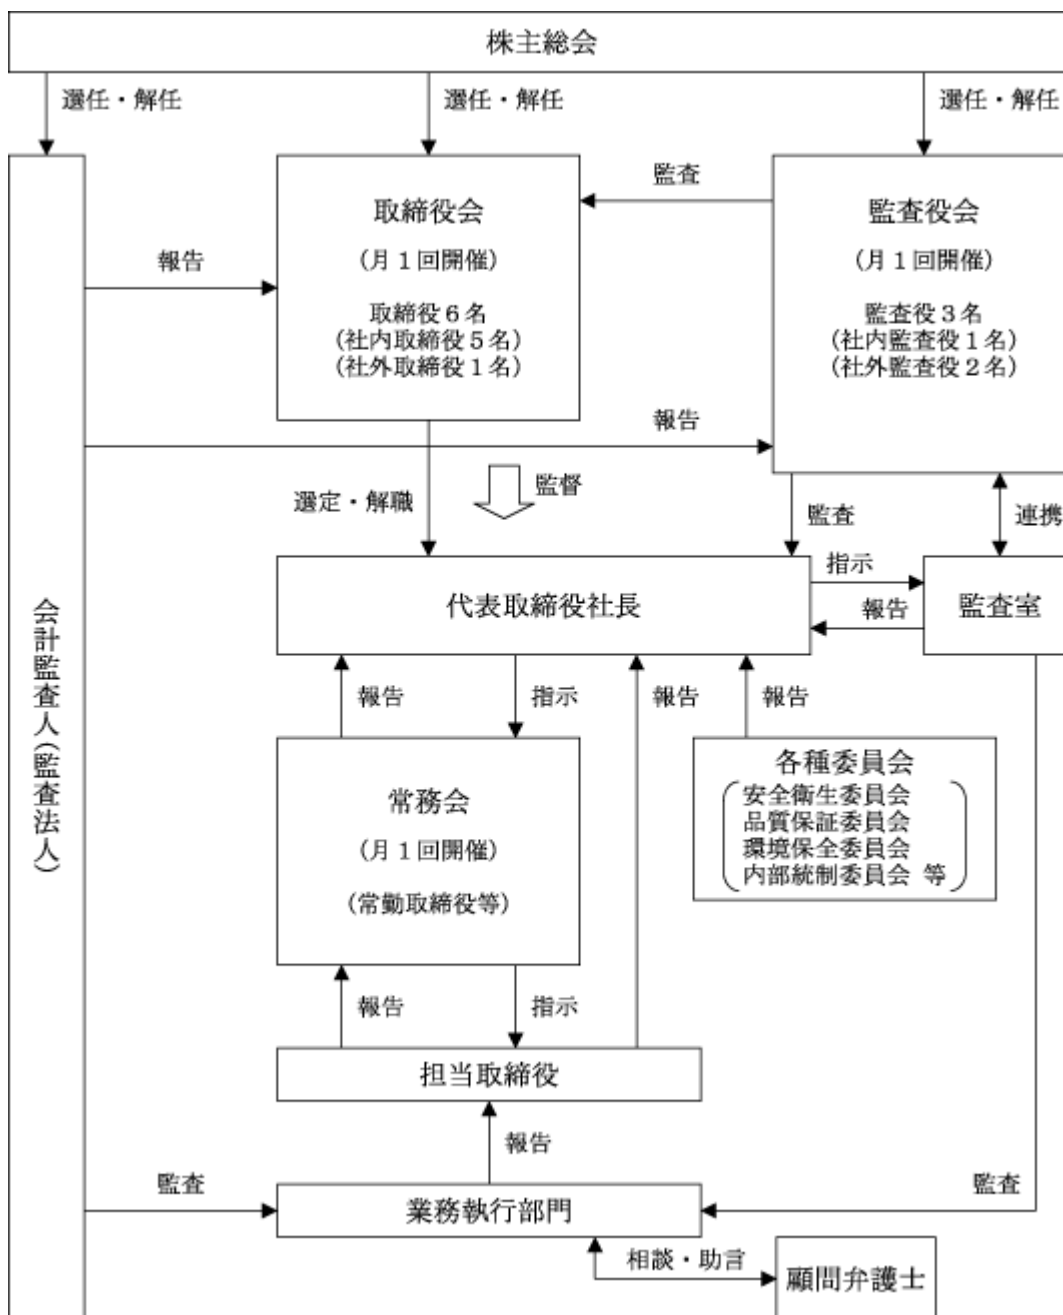 株主総会
選任・解任
選任・解任
選任・解任
取締役会
(月1回開催)
取締役6名
(社内取締役5名)
(社外取締役1名)
監査
監査役会
(月1回開催)
監査役3名
(社内監査役1名)
(社外監査役2名)
報告
報告
選定・解職
監督
監査
連携
会計監査人(監査法人)
代表取締役社長
指示
報告
監査室
報告
指示
報告
報告
常務会
(月1回開催)
(常勤取締役等)
各種委員会
安全衛生委員会
品質保証委員会
環境保全委員会
内部統制委員会 等
報告
指示
担当取締役
報告
監査
業務執行部門
監査
相談・助言
顧問弁護士